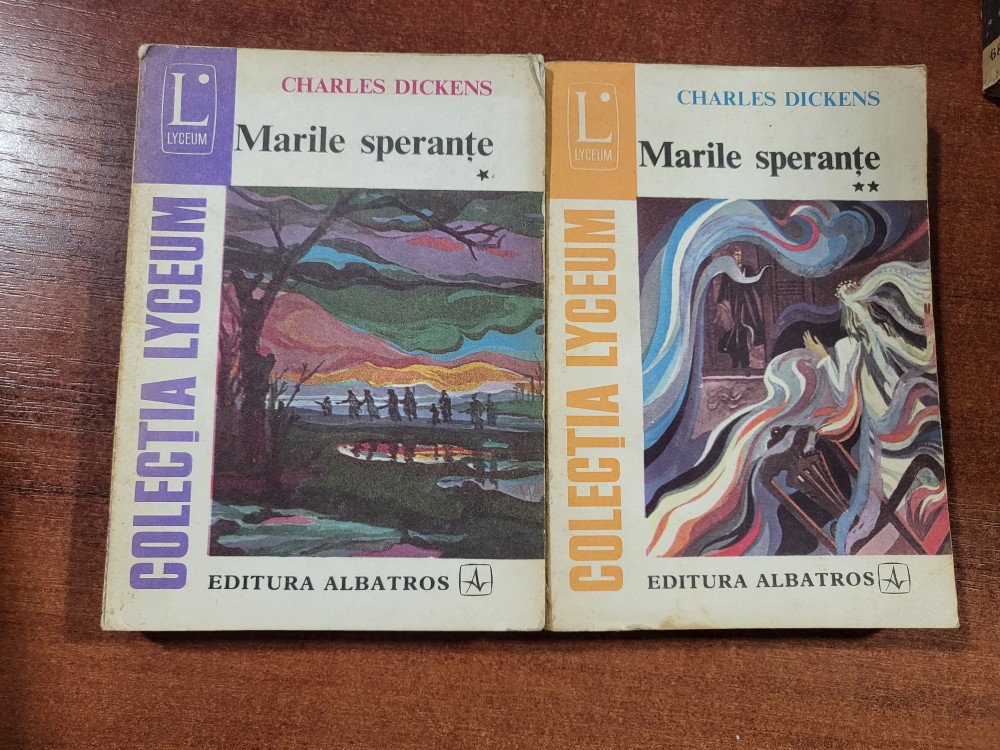 L
LYCEUM
CHARLES DICKENS
Marile speranțe
★
COLECȚIA LYCEUM
EDITURA ALBATROS
L
LYCEUM
CHARLES DICKENS
Marile speranțe
★★
COLECȚIA LYCEUM
EDITURA ALBATROS